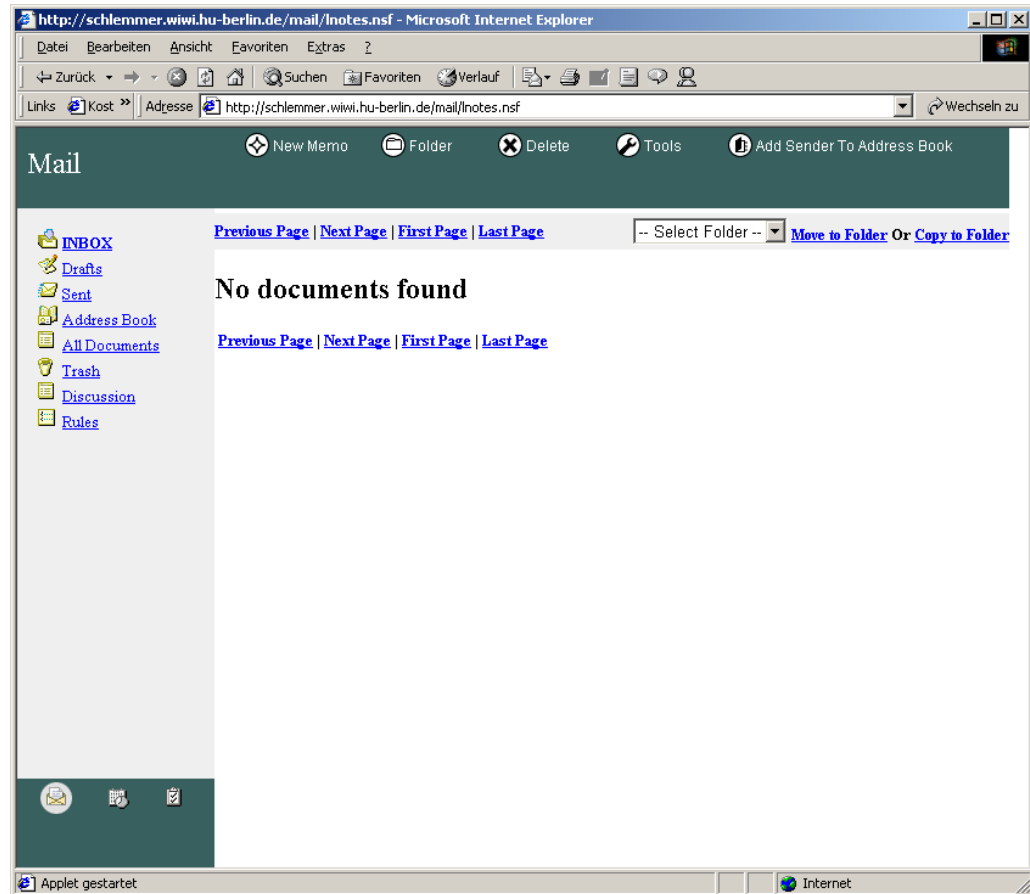 http://schlemmer.wiwi.hu-berlin.de/mail/lnotes.nsf - Microsoft Internet Explorer
Datei Bearbeiten Ansicht Favoriten Extras ?
Zurück Suchen Favoriten Verlauf
Links Kost » Adresse http://schlemmer.wiwi.hu-berlin.de/mail/lnotes.nsf Wechseln zu
Mail
New Memo Folder Delete Tools Add Sender To Address Book
Previous Page | Next Page | First Page | Last Page -- Select Folder -- Move to Folder Or Copy to Folder
INBOX
Drafts
Sent
Address Book
All Documents
Trash
Discussion
Rules
No documents found
Previous Page | Next Page | First Page | Last Page
Applet gestartet Internet